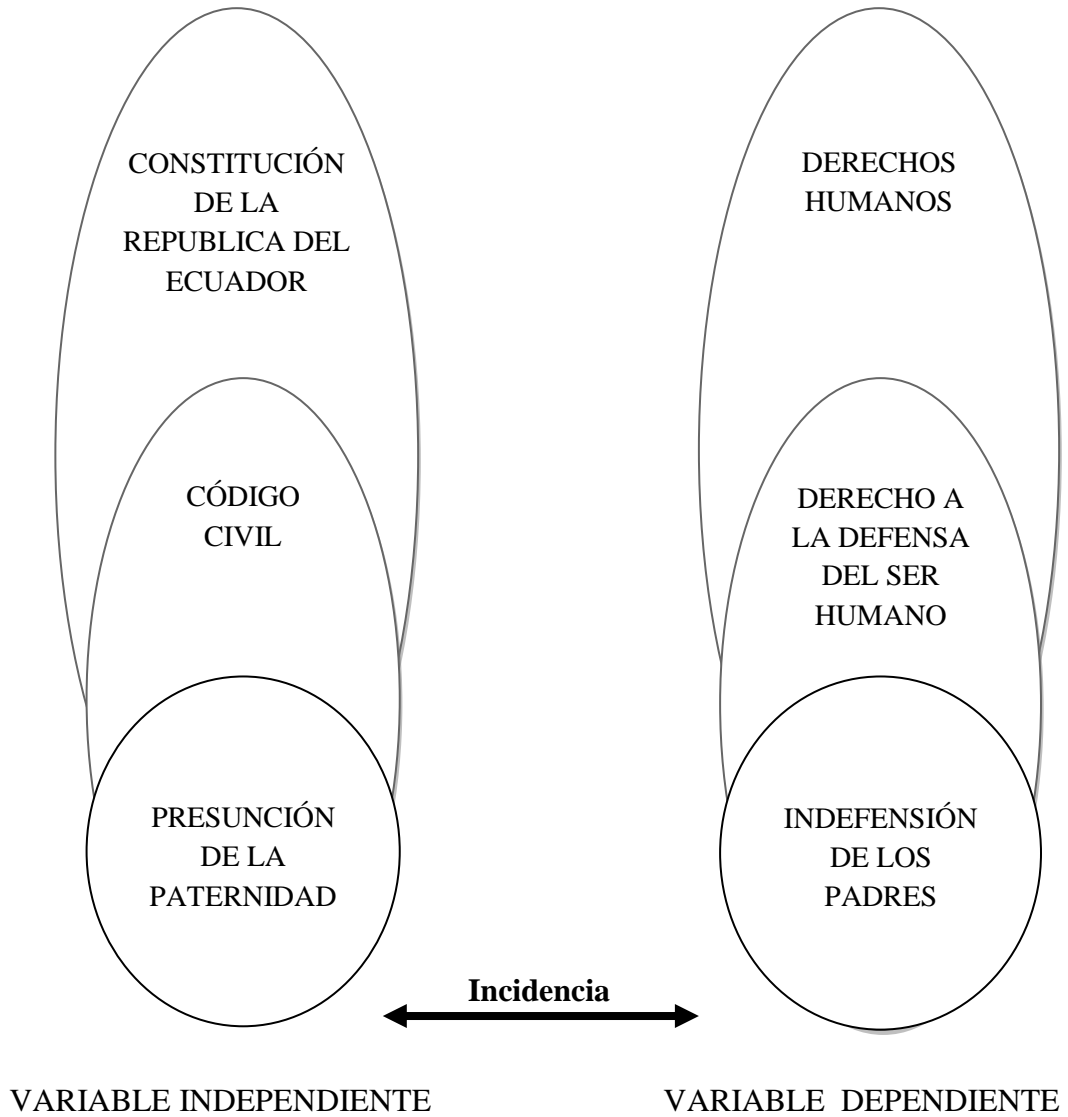 CONSTITUCIÓN
DE LA
REPUBLICA DEL
ECUADOR
CÓDIGO
CIVIL
PRESUNCIÓN
DE LA
PATERNIDAD
DERECHOS
HUMANOS
DERECHO A
LA DEFENSA
DEL SER
HUMANO
INDEFENSIÓN
DE LOS
PADRES
Incidencia
VARIABLE INDEPENDIENTE
VARIABLE DEPENDIENTE